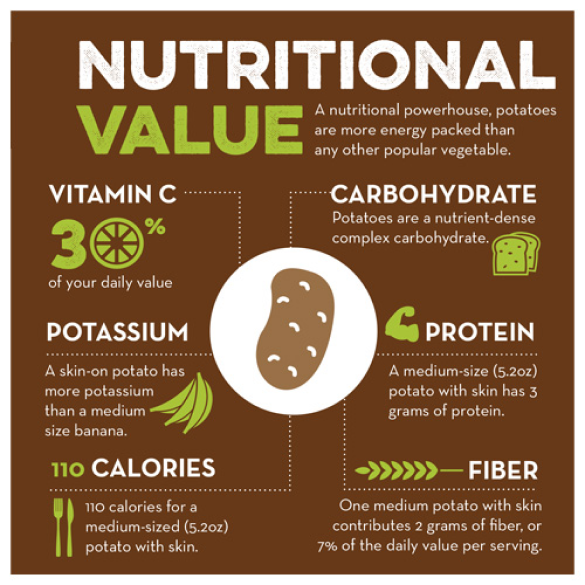 NUTRITIONAL
VALUE
A nutritional powerhouse, potatoes
are more energy packed than
any other popular vegetable.
VITAMIN C
30%
of your daily value
CARBOHYDRATE
Potatoes are a nutrient-dense
complex carbohydrate.
POTASSIUM
A skin-on potato has
more potassium
than a medium
size banana.
PROTEIN
A medium-size (5.2oz)
potato with skin has 3
grams of protein.
110 CALORIES
110 calories for a
medium-sized (5.2oz)
potato with skin.
FIBER
One medium potato with skin
contributes 2 grams of fiber, or
7% of the daily value per serving.